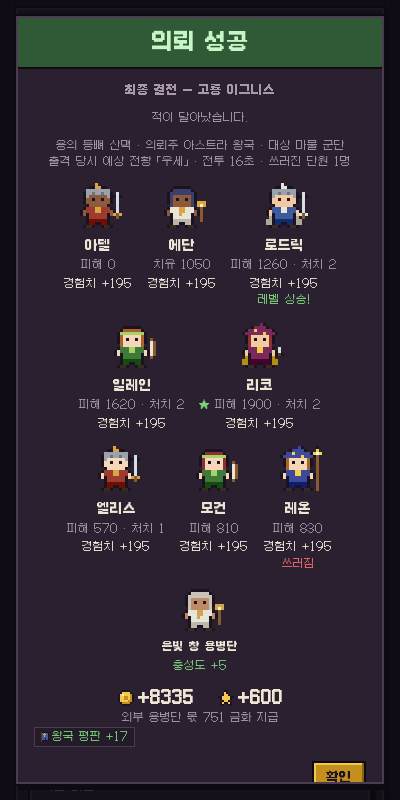 의뢰 성공
최종 결전 — 고룡 이그니스
적이 달아났습니다.
용의 등뼈 산맥 · 의뢰주 아스트라 왕국 · 대상 마물 군단
출격 당시 예상 전황 「우세」 · 전투 16초 · 쓰러진 단원 1명
아델 에단 로드릭
피해 0 치유 1050 피해 1260 · 처치 2
경험치 +195 경험치 +195 경험치 +195
레벨 상승!
일레인 리코
피해 1620 · 처치 2 ★ 피해 1900 · 처치 2
경험치 +195 경험치 +195
엘리스 모건 레온
피해 570 · 처치 1 피해 810 피해 830
경험치 +195 경험치 +195 경험치 +195
쓰러짐
은빛 창 용병단
충성도 +5
+8335 +600
외부 용병단 몫 751 금화 지급
왕국 평판 +17
확인